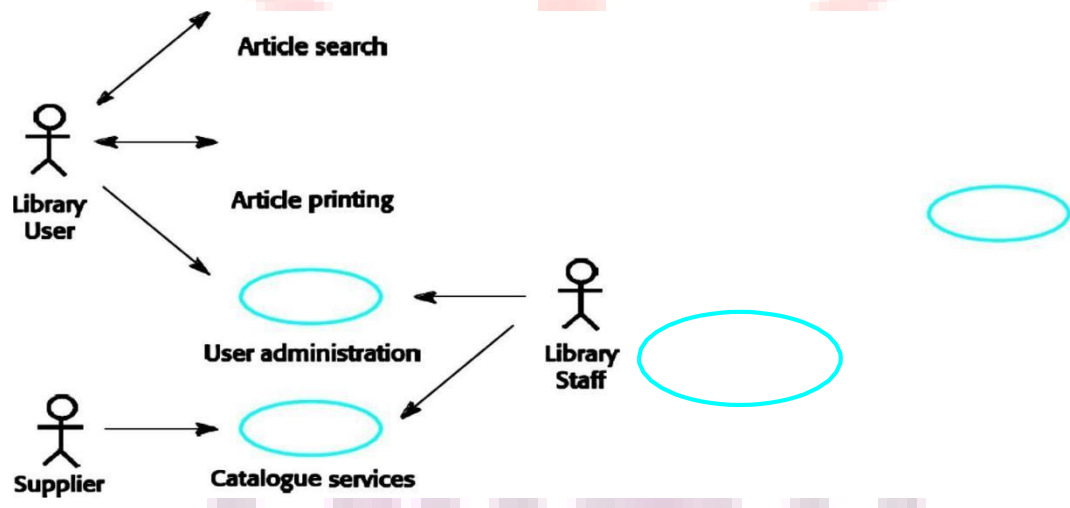 Article search
Library
User
Article printing
User administration
Library
Staff
Supplier
Catalogue services